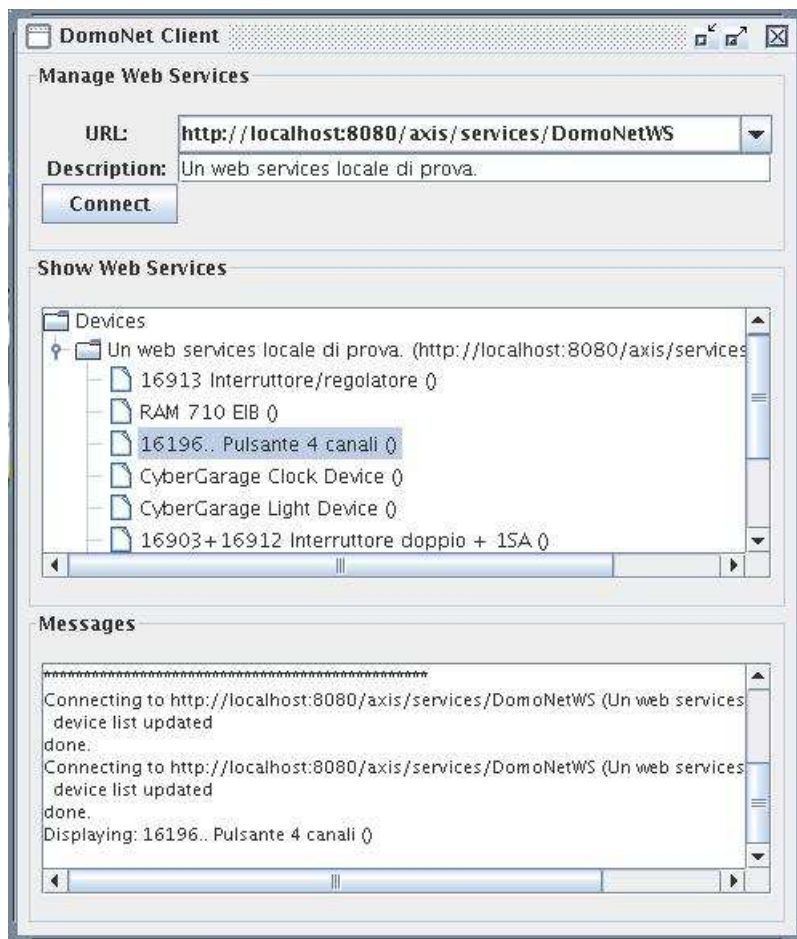 DomoNet Client
Manage Web Services
URL:
http://localhost:8080/axis/services/DomoNetWS
Description:
Un web services locale di prova.
Connect
Show Web Services
Devices
Un web services locale di prova. (http://localhost:8080/axis/services
16913 Interruttore/regolatore ()
RAM 710 EIB ()
16196.. Pulsante 4 canali ()
CyberGarage Clock Device ()
CyberGarage Light Device ()
16903+16912 Interruttore doppio + 1SA ()
Messages
************************************************
Connecting to http://localhost:8080/axis/services/DomoNetWS (Un web services
device list updated
done.
Connecting to http://localhost:8080/axis/services/DomoNetWS (Un web services
device list updated
done.
Displaying: 16196.. Pulsante 4 canali ()